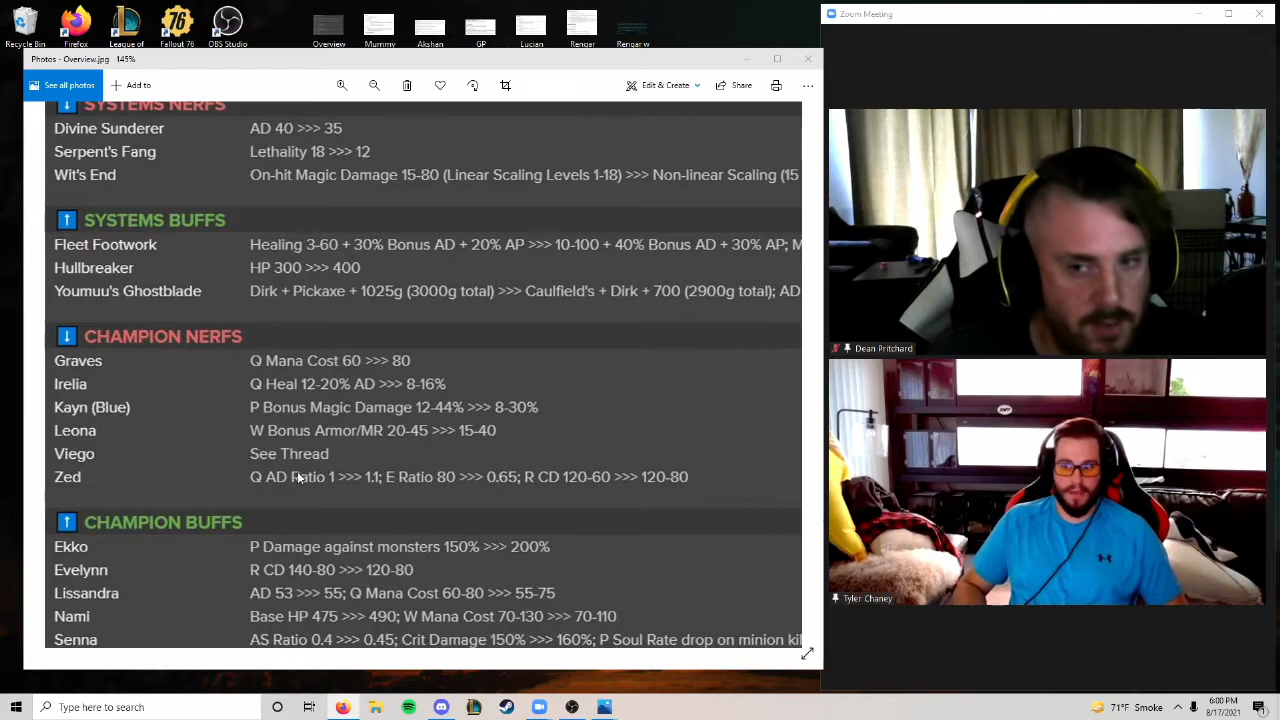 Recycle Bin
Firefox
League of
Fallout 76
OBS Studio
Overview
Mummy
Akshan
GP
Lucian
Rengar
Rengar w
Zoom Meeting
Photos - Overview.jpg 145%
See all photos
Add to
Edit & Create
Share
SYSTEMS NERFS
Divine Sunderer AD 40 >>> 35
Serpent's Fang Lethality 18 >>> 12
Wit's End On-hit Magic Damage 15-80 (Linear Scaling Levels 1-18) >>> Non-linear Scaling (15
SYSTEMS BUFFS
Fleet Footwork Healing 3-60 + 30% Bonus AD + 20% AP >>> 10-100 + 40% Bonus AD + 30% AP; M
Hullbreaker HP 300 >>> 400
Youmuu's Ghostblade Dirk + Pickaxe + 1025g (3000g total) >>> Caulfield's + Dirk + 700 (2900g total); AD
CHAMPION NERFS
Graves Q Mana Cost 60 >>> 80
Irelia Q Heal 12-20% AD >>> 8-16%
Kayn (Blue) P Bonus Magic Damage 12-44% >>> 8-30%
Leona W Bonus Armor/MR 20-45 >>> 15-40
Viego See Thread
Zed Q AD Ratio 1 >>> 1.1; E Ratio 80 >>> 0.65; R CD 120-60 >>> 120-80
CHAMPION BUFFS
Ekko P Damage against monsters 150% >>> 200%
Evelynn R CD 140-80 >>> 120-80
Lissandra AD 53 >>> 55; Q Mana Cost 60-80 >>> 55-75
Nami Base HP 475 >>> 490; W Mana Cost 70-130 >>> 70-110
Senna AS Ratio 0.4 >>> 0.45; Crit Damage 150% >>> 160%; P Soul Rate drop on minion kil
Dean Pritchard
Tyler Chaney
Type here to search
71°F Smoke
6:00 PM
8/17/2021